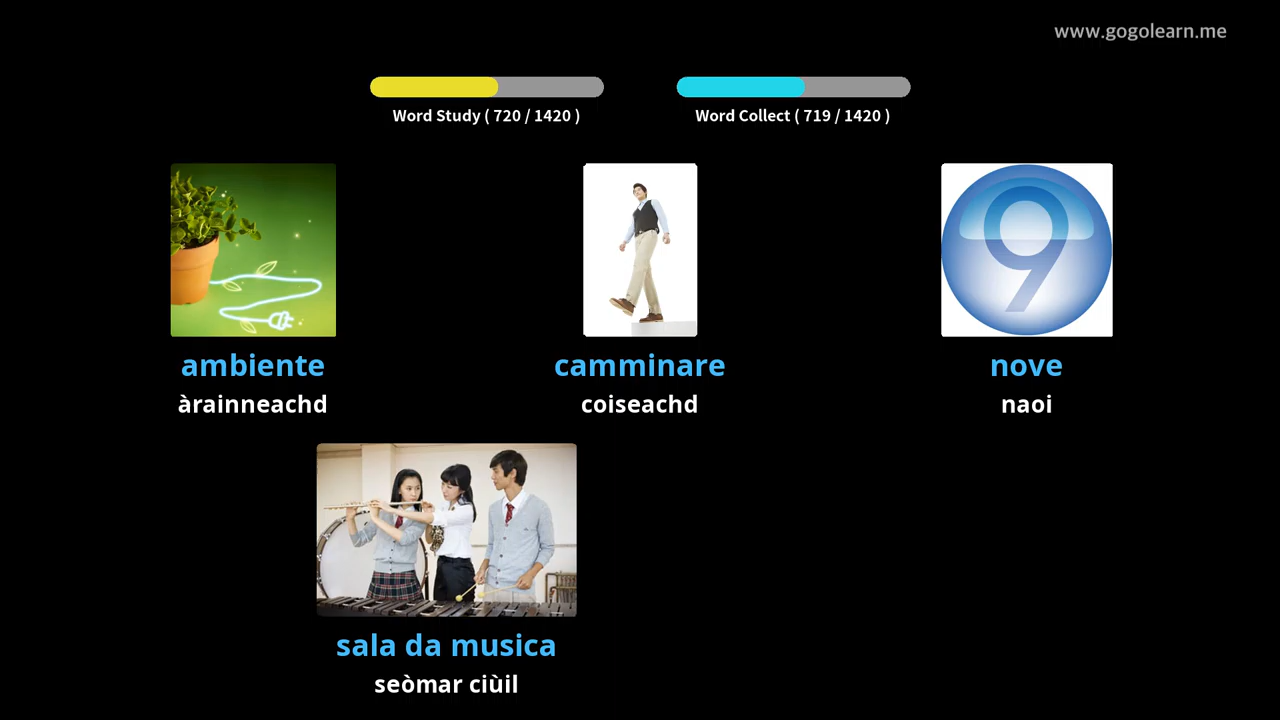 www.gogolearn.me
Word Study ( 720 / 1420 )
Word Collect ( 719 / 1420 )
9
ambiente
àrainneachd
camminare
coiseachd
nove
naoi
sala da musica
seòmar ciùil